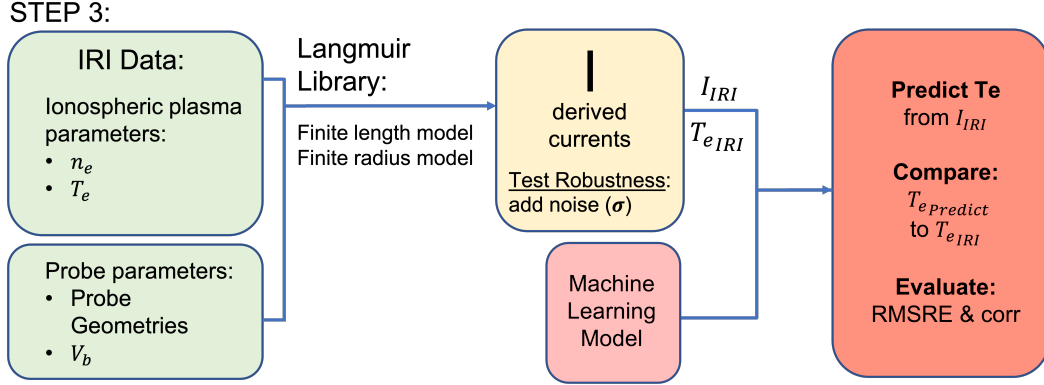 STEP 3:
IRI Data:
Ionospheric plasma
parameters:
• nₑ
• Tₑ
Probe parameters:
• Probe
Geometries
• V_b
Langmuir
Library:
Finite length model
Finite radius model
I
derived
currents
Test Robustness:
add noise (σ)
I_IRI
T_e_IRI
Machine
Learning
Model
Predict Te
from I_IRI
Compare:
T_e_Predict
to T_e_IRI
Evaluate:
RMSRE & corr